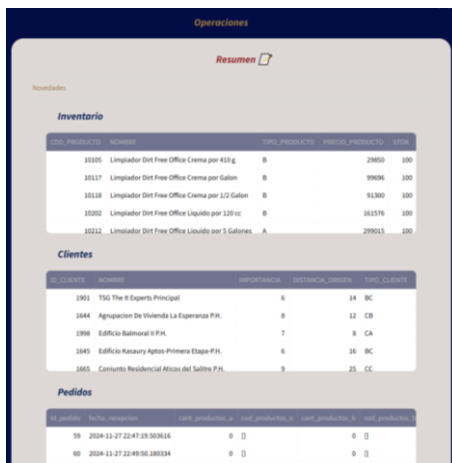 Operaciones
Resumen
Novedades
Inventario
COD_PRODUCTO NOMBRE TIPO_PRODUCTO PRECIO_PRODUCTO STOK
10105 Limpiador Dirt Free Office Crema por 410 g B 29850 100
10117 Limpiador Dirt Free Office Crema por Galon B 99696 100
10118 Limpiador Dirt Free Office Crema por 1/2 Galon B 91300 100
10202 Limpiador Dirt Free Office Liquido por 120 cc B 161576 100
10212 Limpiador Dirt Free Office Liquido por 5 Galones A 299015 100
Clientes
ID_CLIENTE NOMBRE IMPORTANCIA DISTANCIA_ORIGEN TIPO_CLIENTE
1901 TSG The It Experts Principal 6 14 BC
1644 Agrupacion De Vivienda La Esperanza P.H. 8 12 CB
1998 Edificio Balmoral II P.H. 7 8 CA
1645 Edificio Kasaury Aptos-Primera Etapa-P.H. 6 16 BC
1665 Conjunto Residencial Aticos del Salitre P.H. 9 25 CC
Pedidos
id_pedido fecha_recepcion cant_productos_a cod_productos_a cant_productos_b
59 2024-11-27 22:47:19.503616 0 [] 0 []
60 2024-11-27 22:49:50.180334 0 [] 0 []